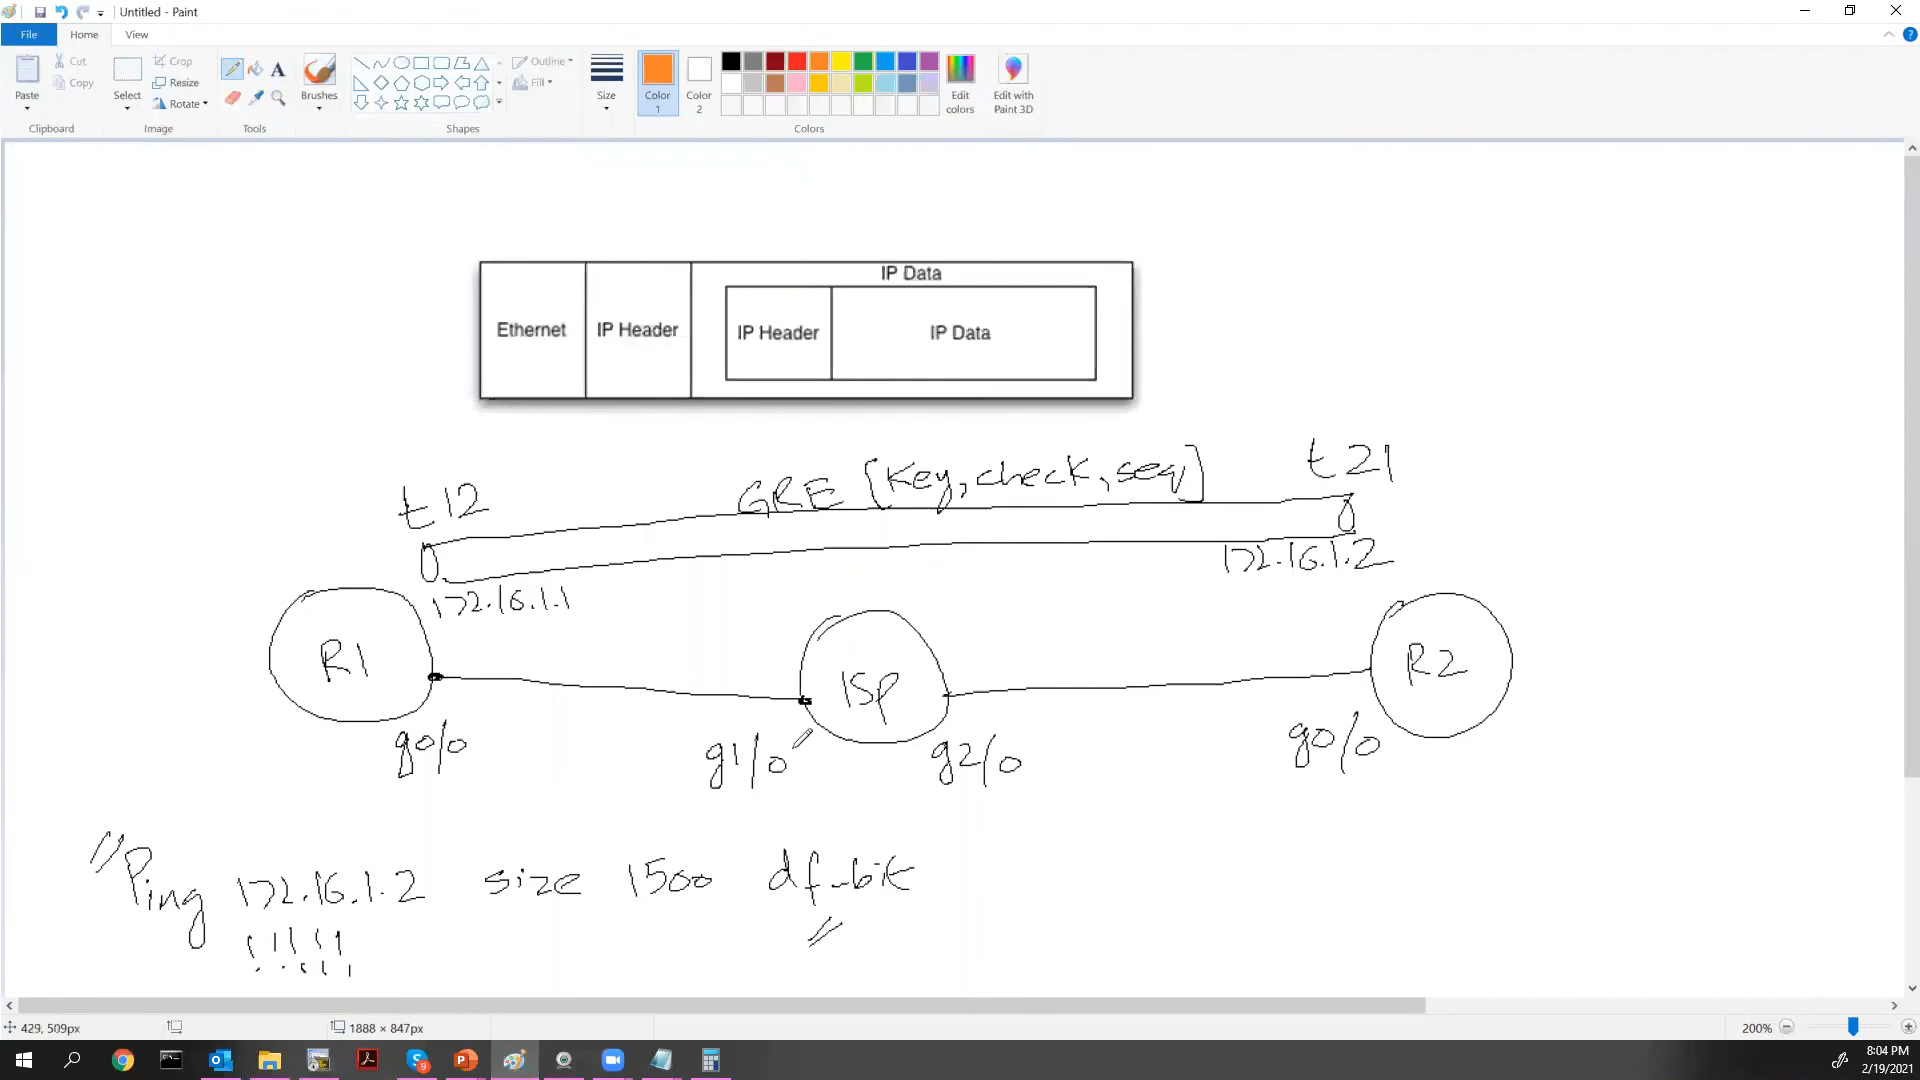 Untitled - Paint
File Home View
Paste
Cut
Copy
Clipboard
Select
Crop
Resize
Rotate
Image
Tools
Brushes
Outline
Fill
Shapes
Size
Color 1
Color 2
Edit colors
Edit with Paint 3D
Colors
Ethernet IP Header IP Data
IP Header IP Data
t12 GRE [Key, check, seq] t21
172.16.1.1 172.16.1.2
R1 ISP R2
g0/0 g1/0 g2/0 g0/0
"Ping 172.16.1.2 size 1500 df-bit"
!!!!!
429, 509px 1888 × 847px 200%
8:04 PM
2/19/2021